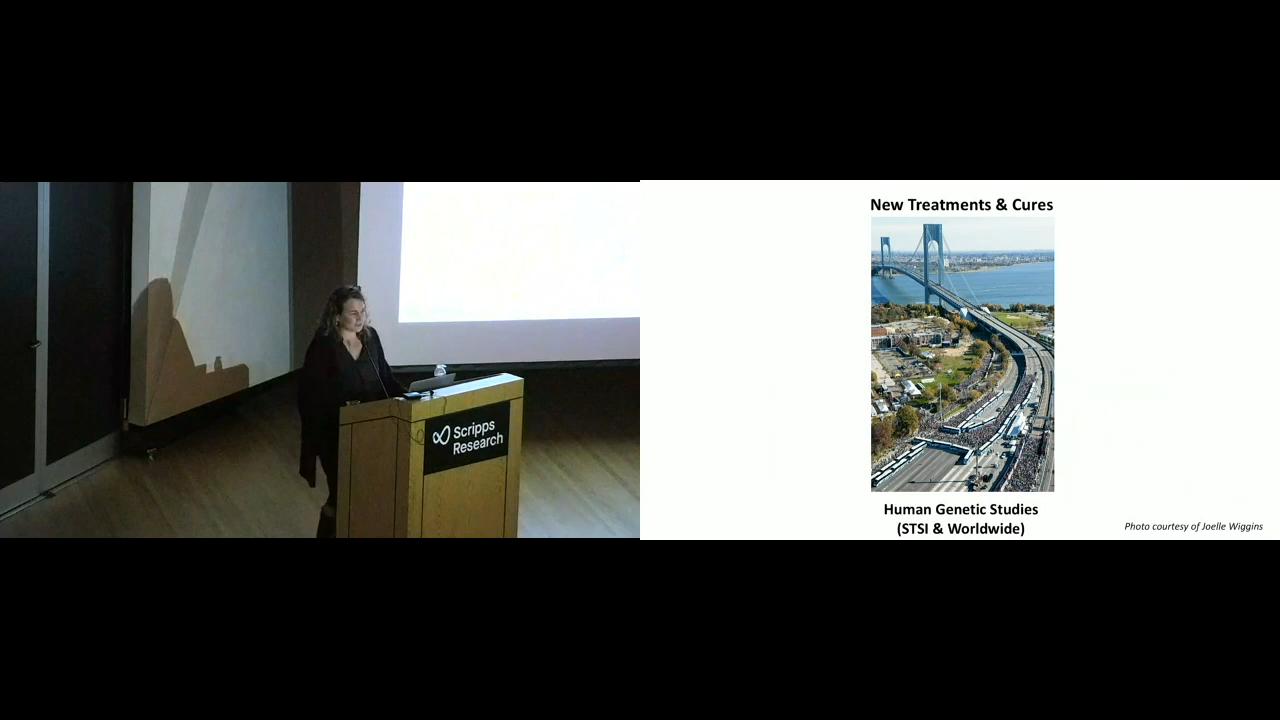 Scripps
Research
New Treatments & Cures
Human Genetic Studies
(STSI & Worldwide)
Photo courtesy of Joelle Wiggins